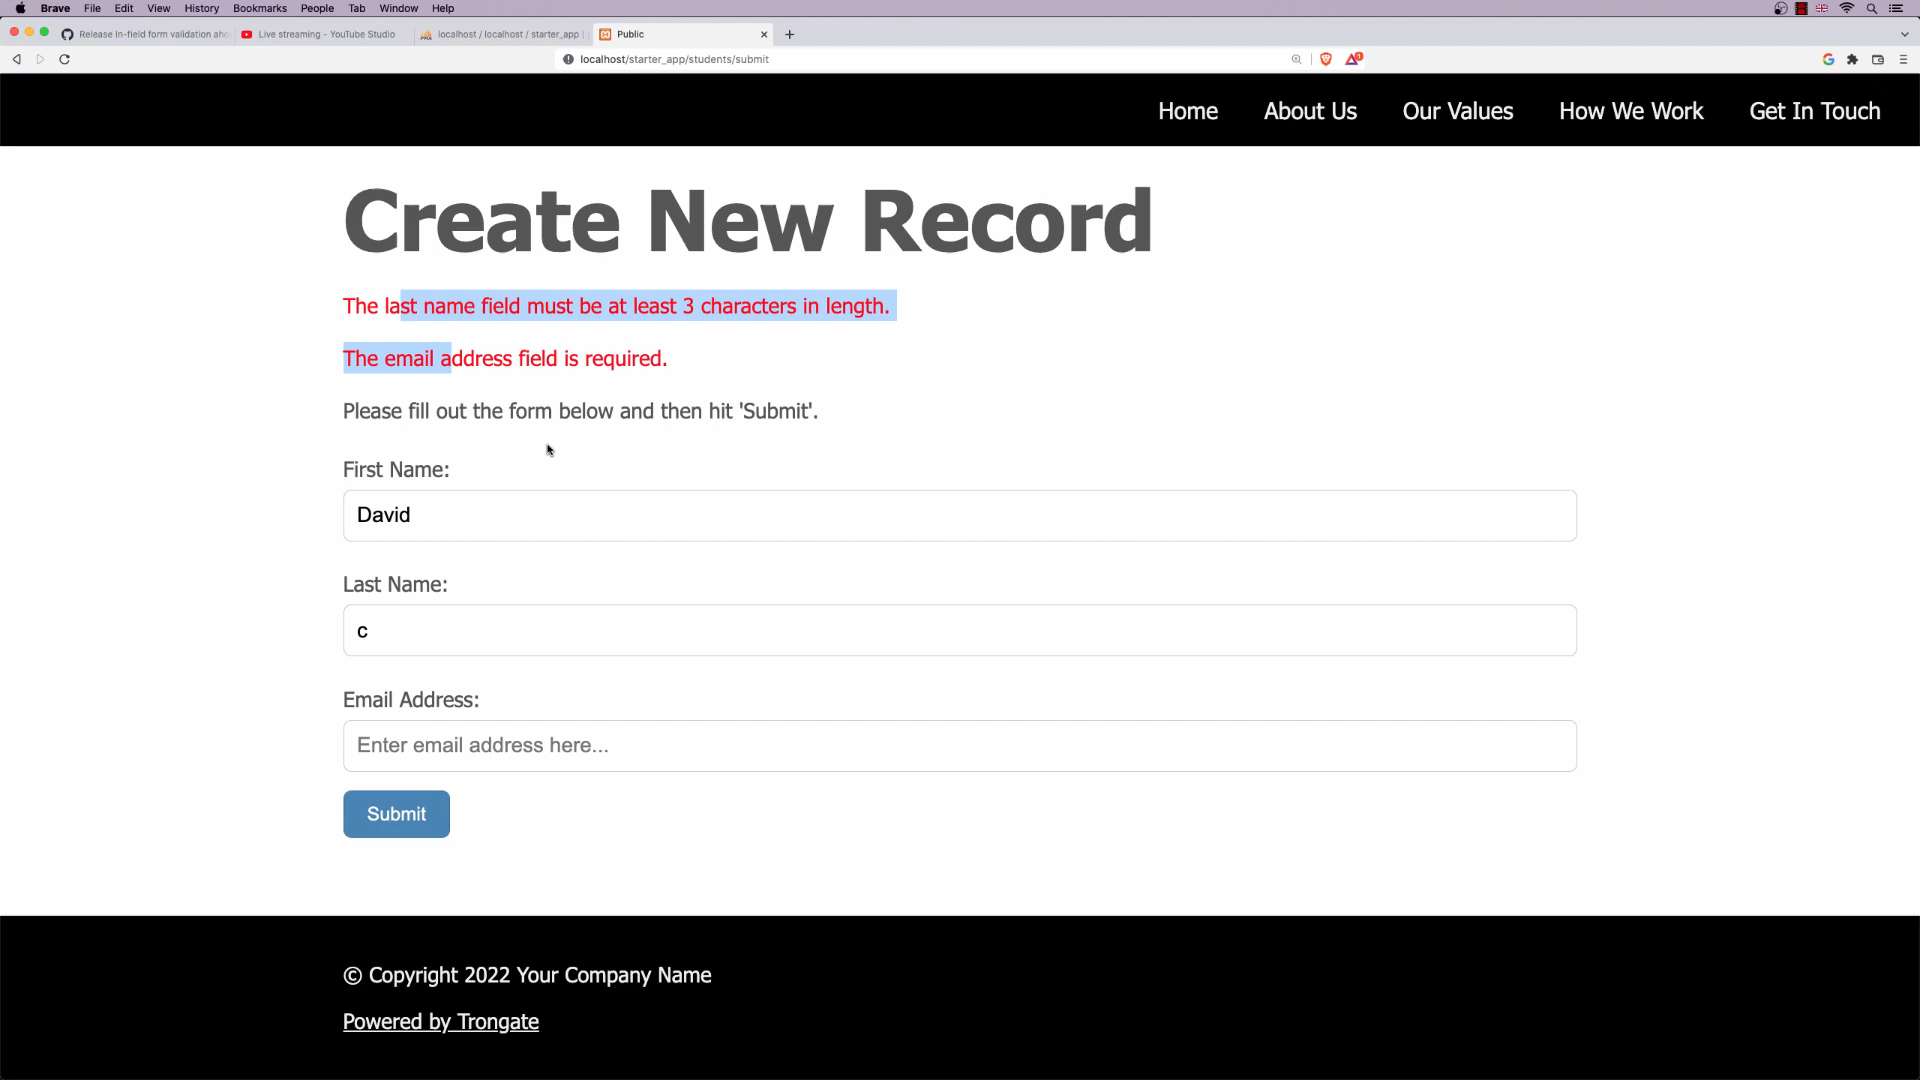 Brave File Edit View History Bookmarks People Tab Window Help
Release In-field form validation aho
Live streaming - YouTube Studio
localhost / localhost / starter_app |
Public
localhost/starter_app/students/submit
Home About Us Our Values How We Work Get In Touch
Create New Record
The last name field must be at least 3 characters in length.
The email address field is required.
Please fill out the form below and then hit 'Submit'.
First Name:
David
Last Name:
c
Email Address:
Enter email address here...
Submit
© Copyright 2022 Your Company Name
Powered by Trongate